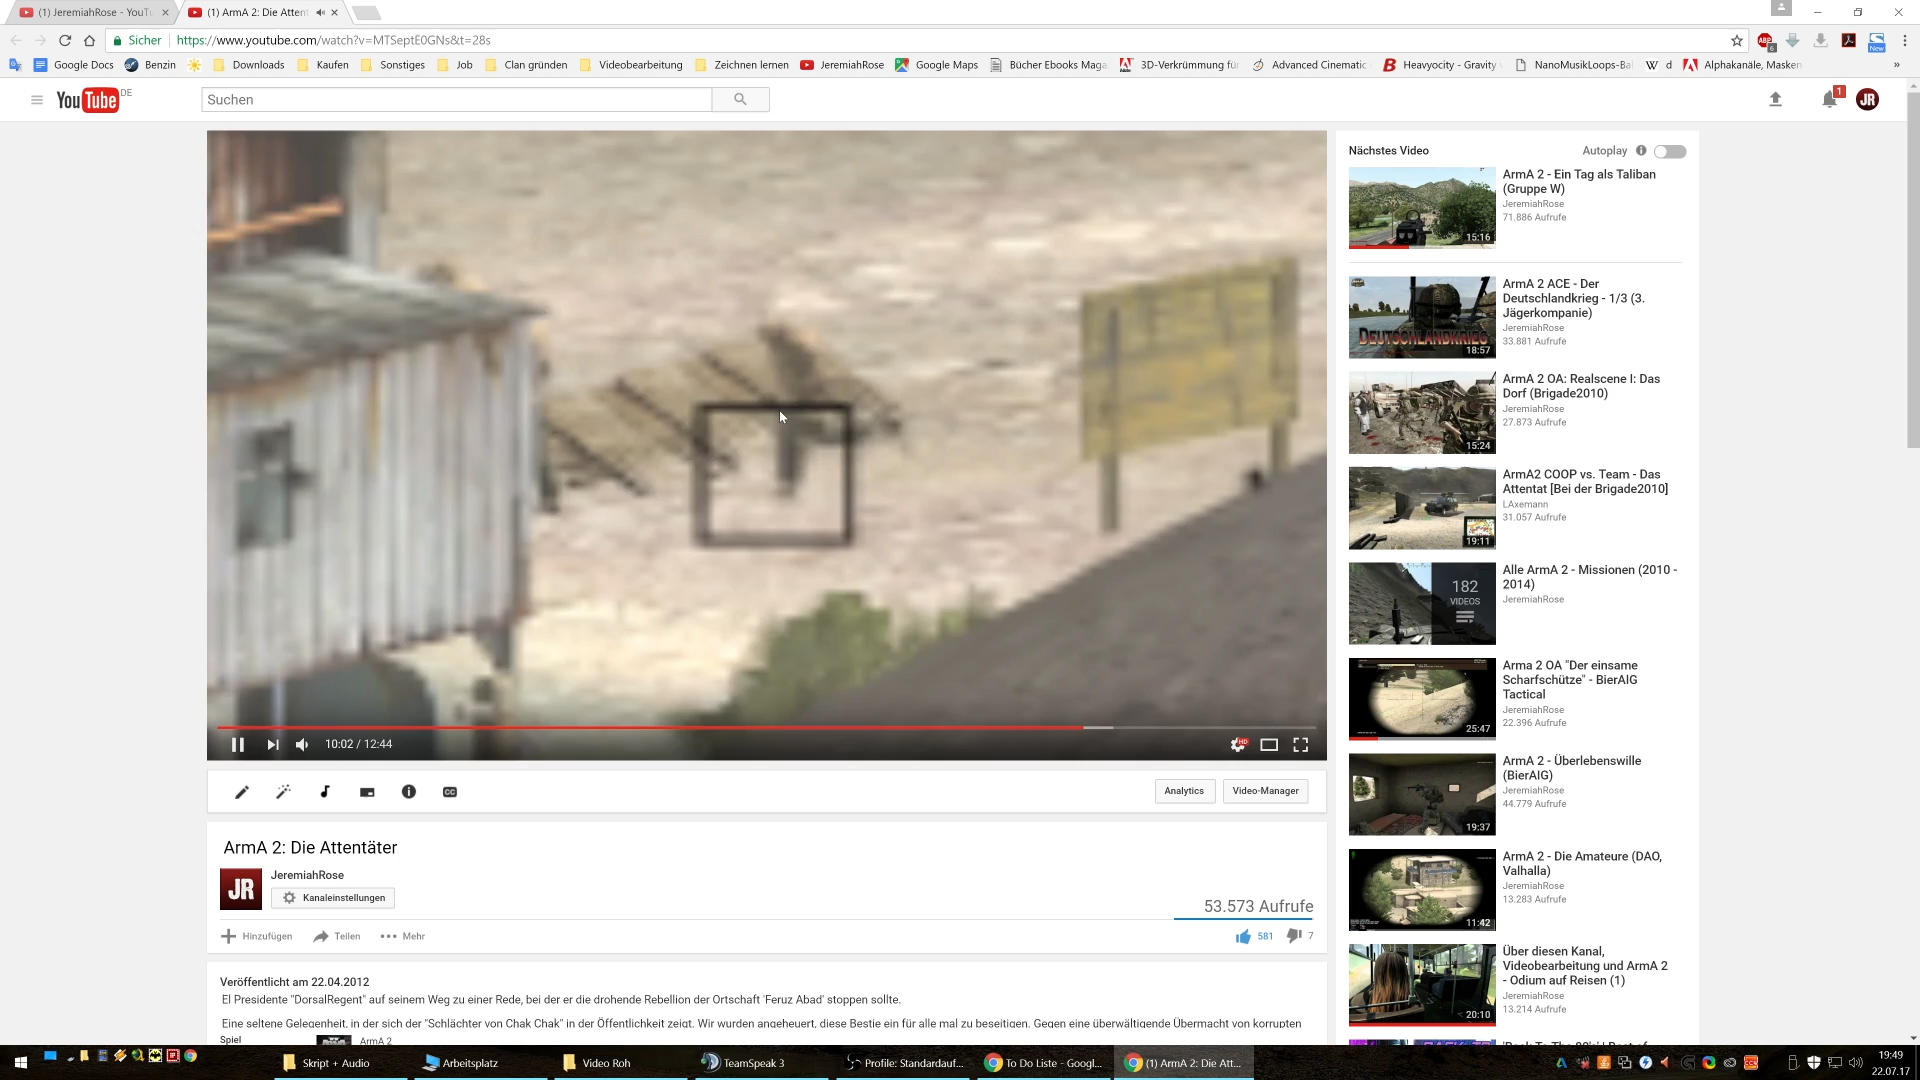 (1) JeremiahRose - YouTu
(1) ArmA 2: Die Attent
Sicher
https://www.youtube.com/watch?v=MTSeptE0GNs&t=28s
ABP
6
New
Google Docs
Benzin
Downloads
Kaufen
Sonstiges
Job
Clan gründen
Videobearbeitung
Zeichnen lernen
JeremiahRose
Google Maps
Bücher Ebooks Maga
3D-Verkrümmung für
Advanced Cinematic
Heavyocity - Gravity
NanoMusikLoops-Ba
W
d
Alphakanäle, Masken
»
YouTube DE
Suchen
1
JR
10:02 / 12:44
HD
CC
Analytics
Video-Manager
ArmA 2: Die Attentäter
JR
JeremiahRose
Kanaleinstellungen
53.573 Aufrufe
Hinzufügen
Teilen
Mehr
581
7
Veröffentlicht am 22.04.2012
El Presidente "DorsalRegent" auf seinem Weg zu einer Rede, bei der er die drohende Rebellion der Ortschaft 'Feruz Abad' stoppen sollte.
Eine seltene Gelegenheit, in der sich der "Schlächter von Chak Chak" in der Öffentlichkeit zeigt. Wir wurden angeheuert, diese Bestie ein für alle mal zu beseitigen. Gegen eine überwältigende Übermacht von korrupten
Spiel
ArmA 2
Nächstes Video
Autoplay
15:16
ArmA 2 - Ein Tag als Taliban
(Gruppe W)
JeremiahRose
71.886 Aufrufe
DEUTSCHLANDKRIEG
18:57
ArmA 2 ACE - Der
Deutschlandkrieg - 1/3 (3.
Jägerkompanie)
JeremiahRose
33.881 Aufrufe
15:24
ArmA 2 OA: Realscene I: Das
Dorf (Brigade2010)
JeremiahRose
27.873 Aufrufe
19:11
ArmA2 COOP vs. Team - Das
Attentat [Bei der Brigade2010]
LAxemann
31.057 Aufrufe
182
VIDEOS
Alle ArmA 2 - Missionen (2010 -
2014)
JeremiahRose
25:47
Arma 2 OA "Der einsame
Scharfschütze" - BierAIG
Tactical
JeremiahRose
22.396 Aufrufe
19:37
ArmA 2 - Überlebenswille
(BierAIG)
JeremiahRose
44.779 Aufrufe
11:42
ArmA 2 - Die Amateure (DAO,
Valhalla)
JeremiahRose
13.283 Aufrufe
20:10
Über diesen Kanal,
Videobearbeitung und ArmA 2
- Odium auf Reisen (1)
JeremiahRose
13.214 Aufrufe
Skript + Audio
Arbeitsplatz
Video Roh
TeamSpeak 3
Profile: Standardauf...
To Do Liste - Googl...
(1) ArmA 2: Die Att...
19:49
22.07.17